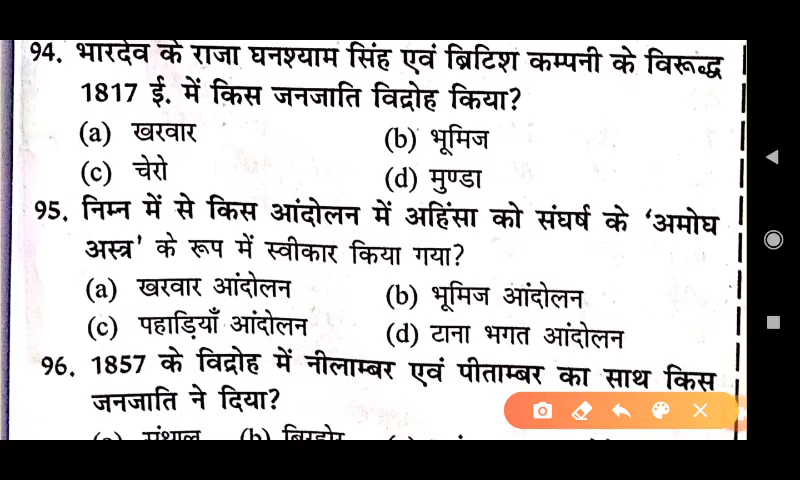 94. भारदेव के राजा घनश्याम सिंह एवं ब्रिटिश कम्पनी के विरूद्ध
1817 ई. में किस जनजाति विद्रोह किया?
(a) खरवार (b) भूमिज
(c) चेरो (d) मुण्डा
95. निम्न में से किस आंदोलन में अहिंसा को संघर्ष के ‘अमोघ
अस्त्र’ के रूप में स्वीकार किया गया?
(a) खरवार आंदोलन (b) भूमिज आंदोलन
(c) पहाड़ियाँ आंदोलन (d) टाना भगत आंदोलन
96. 1857 के विद्रोह में नीलाम्बर एवं पीताम्बर का साथ किस
जनजाति ने दिया?
(a) संथाल (b) बिरहोर